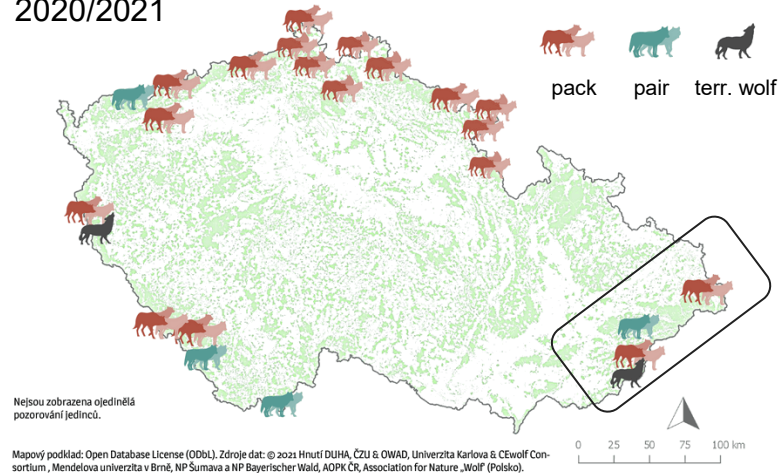 2020/2021
pack pair terr. wolf
Nejsou zobrazena ojedinělá
pozorování jedinců.
0 25 50 75 100 km
Mapový podklad: Open Database License (ODbL). Zdroje dat: © 2021 Hnutí DUHA, ČZU & OWAD, Univerzita Karlova & CEwolf Con-
sortium , Mendelova univerzita v Brně, NP Šumava a NP Bayerischer Wald, AOPK ČR, Association for Nature „Wolf" (Polsko).